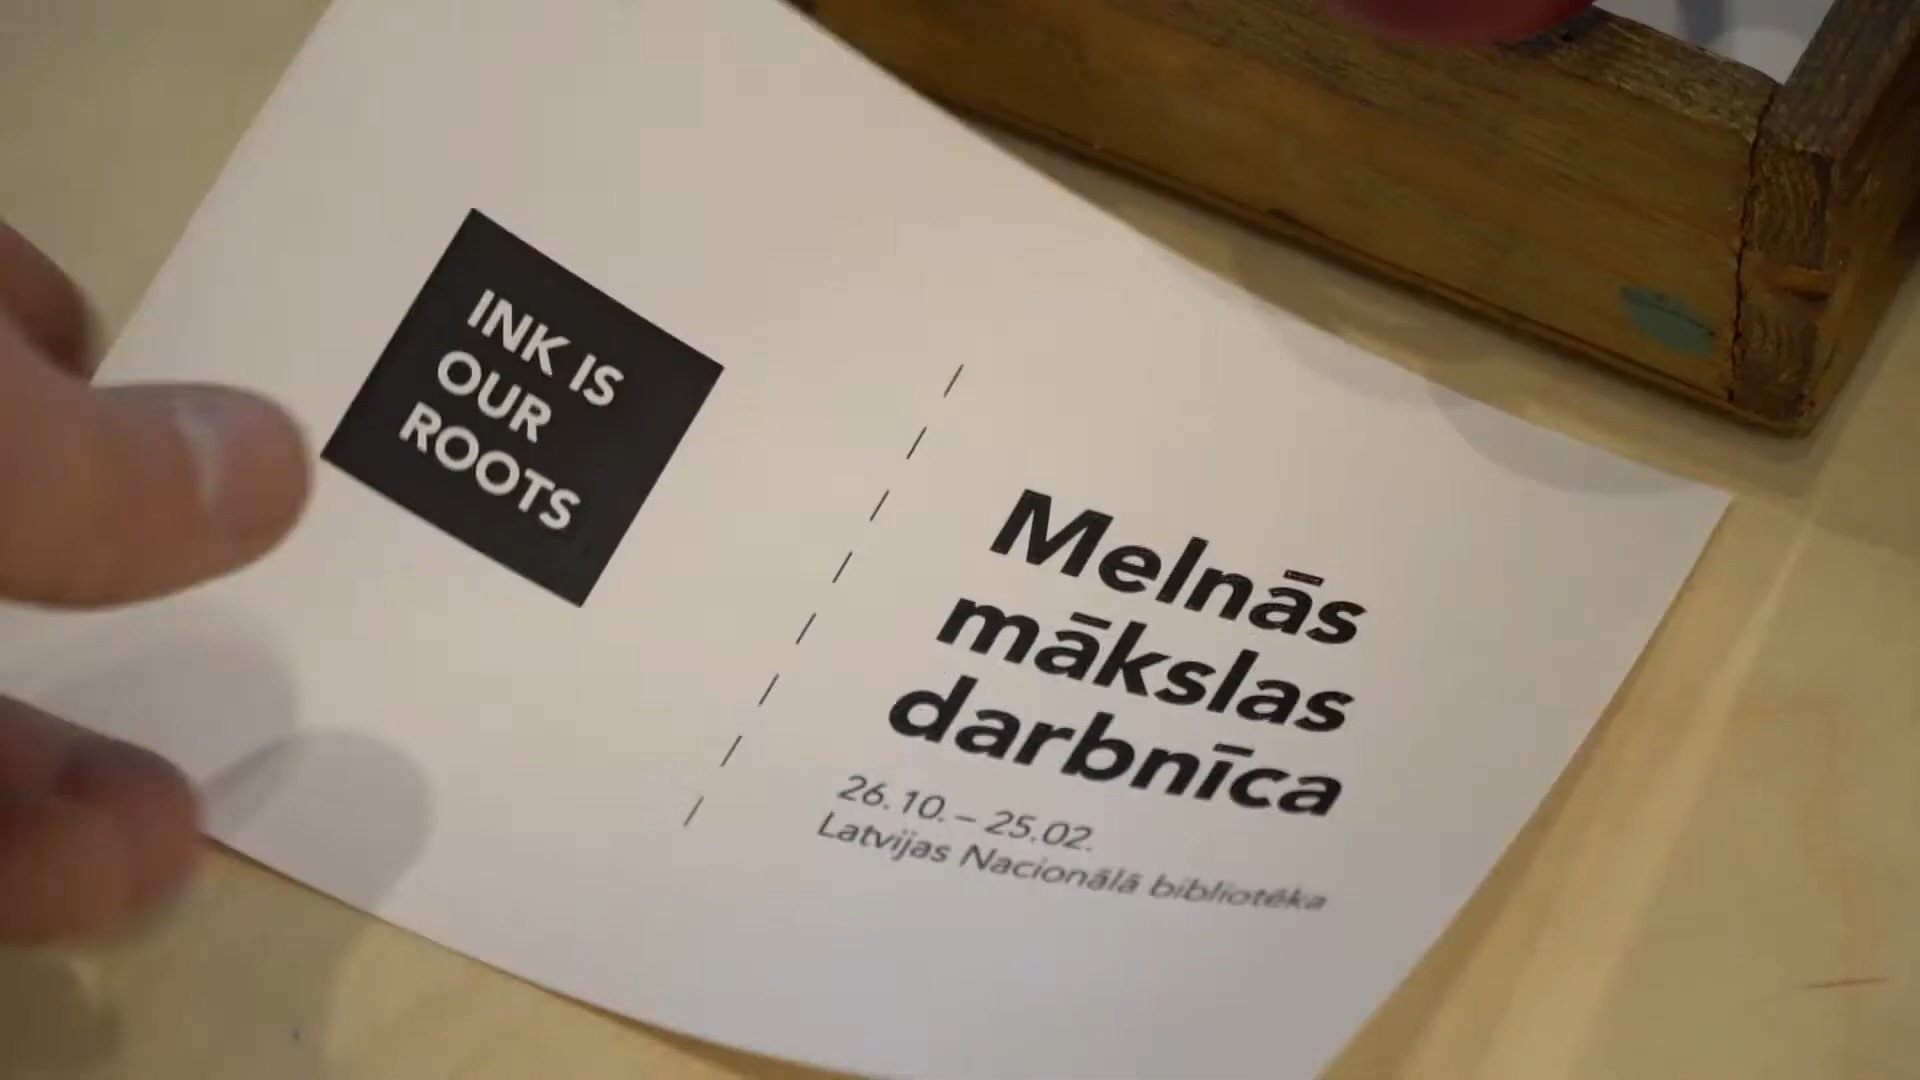 INK IS
OUR
ROOTS
Melnās
mākslas
darbnīca
26.10. – 25.02.
Latvijas Nacionālā bibliotēka